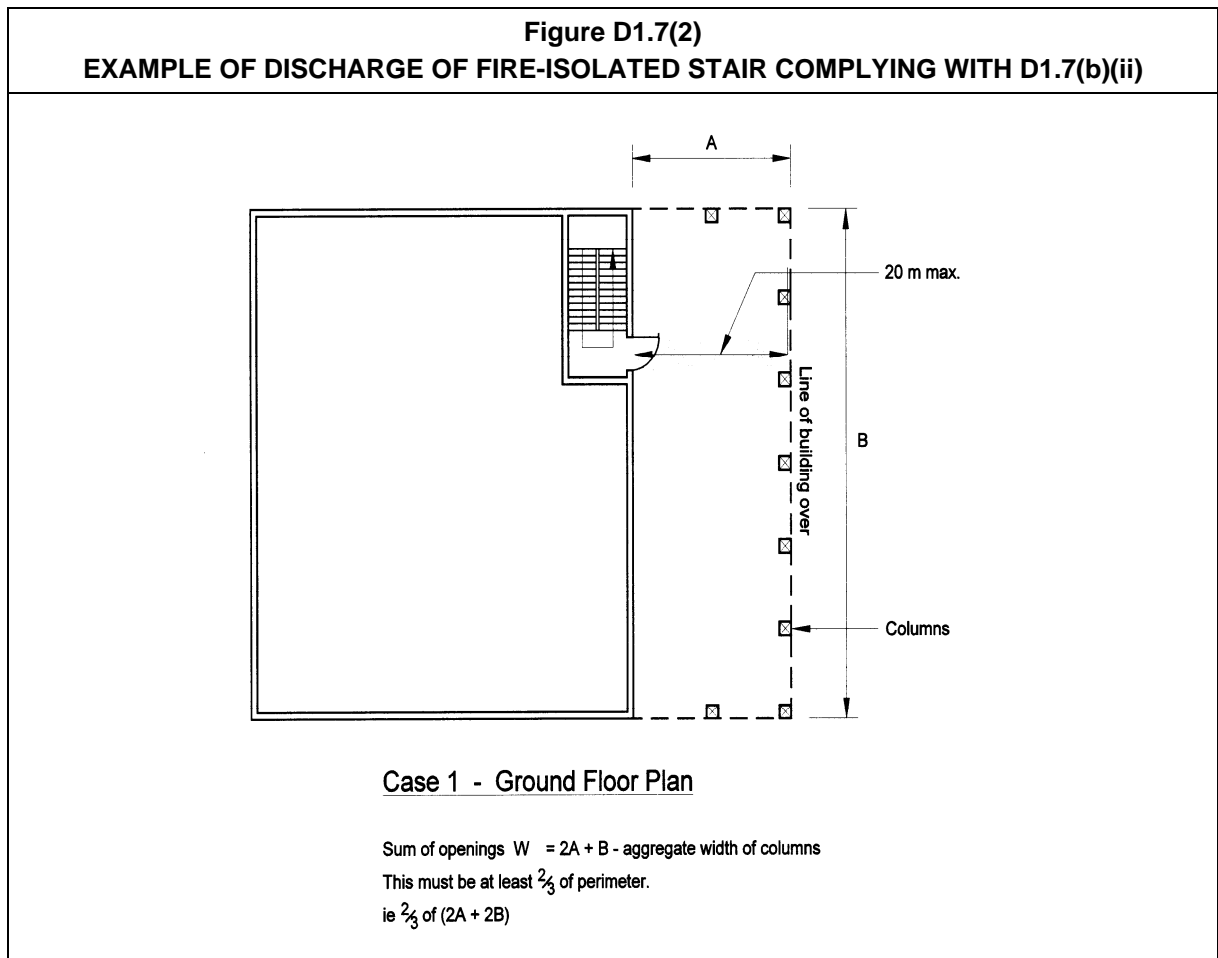 Figure D1.7(2)
EXAMPLE OF DISCHARGE OF FIRE-ISOLATED STAIR COMPLYING WITH D1.7(b)(ii)
A
20 m max.
Line of building over
B
Columns
Case 1 - Ground Floor Plan
Sum of openings W = 2A + B - aggregate width of columns
This must be at least ⅔ of perimeter.
ie ⅔ of (2A + 2B)